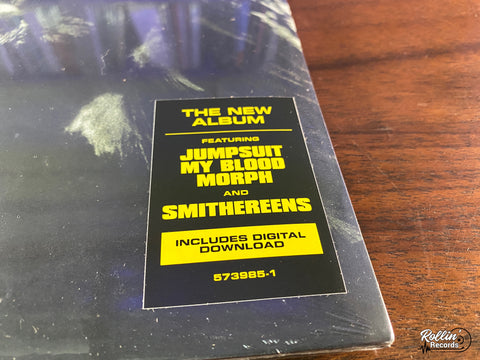 THE NEW
ALBUM
FEATURING
JUMPSUIT
MY BLOOD
MORPH
AND
SMITHEREENS
INCLUDES DIGITAL
DOWNLOAD
573985-1
Rollin'
Records